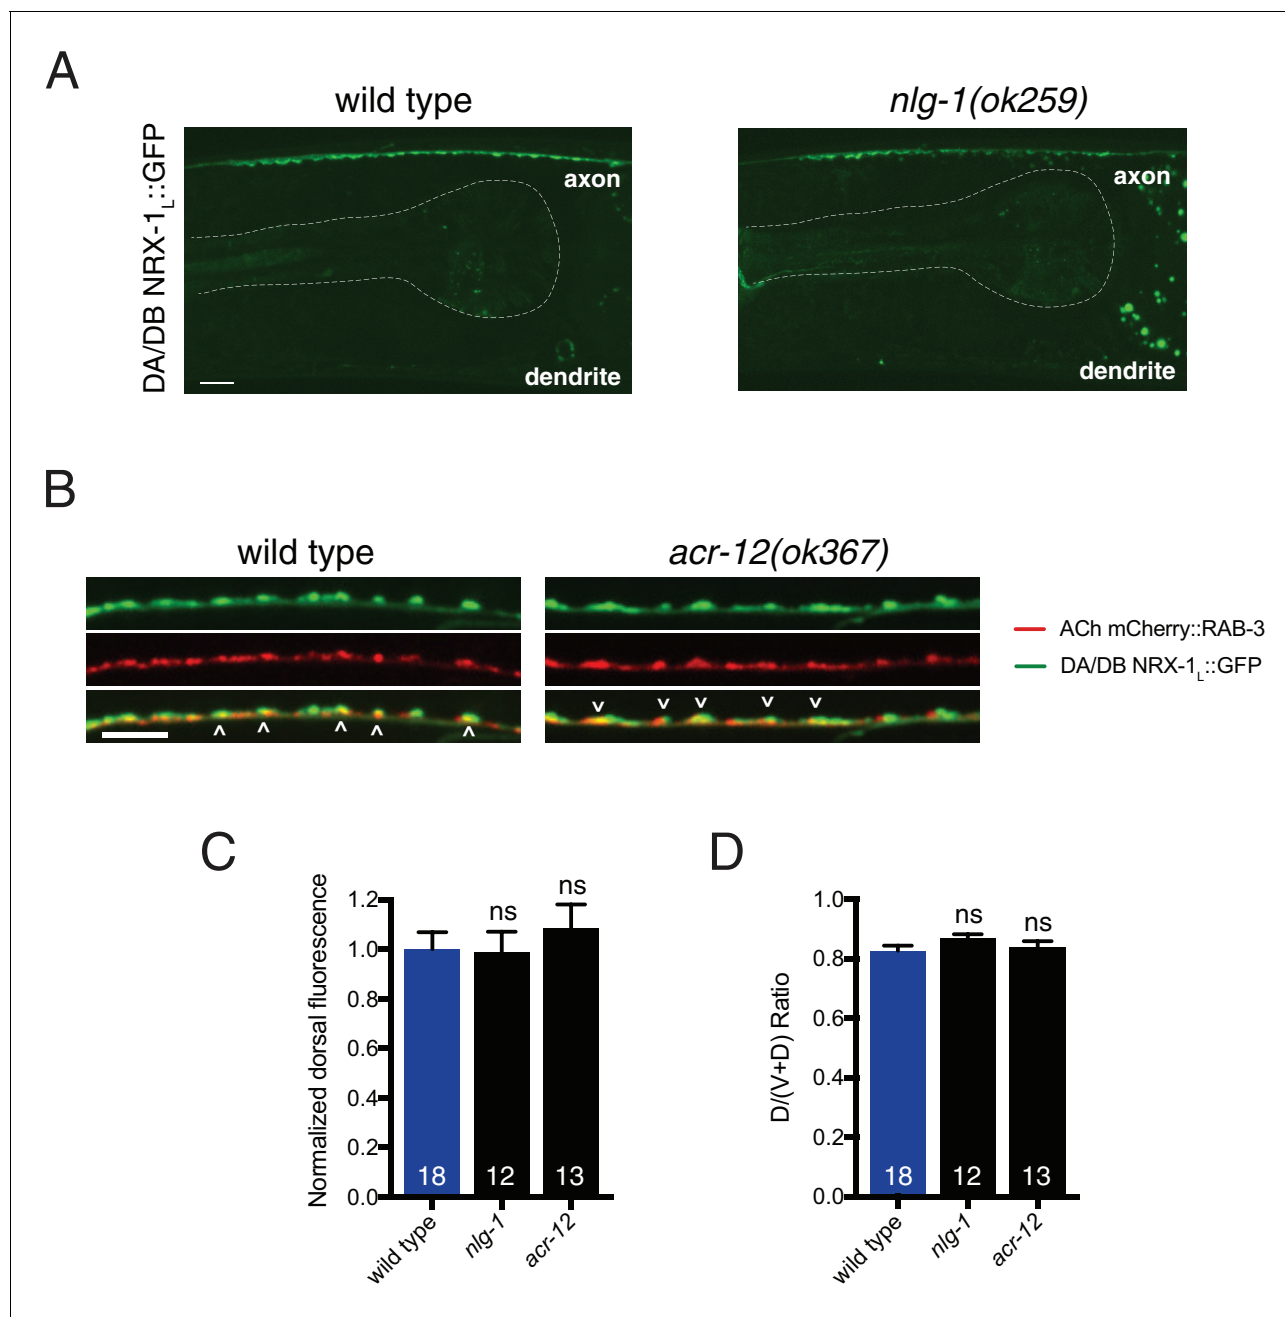 A
wild type
nlg-1(ok259)
DA/DB NRX-1L::GFP
axon
dendrite
axon
dendrite
B
wild type
acr-12(ok367)
ACh mCherry::RAB-3
DA/DB NRX-1L::GFP
C
Normalized dorsal fluorescence
1.2
1.0
0.8
0.6
0.4
0.2
0.0
ns
ns
18
12
13
wild type
nlg-1
acr-12
D
D/(V+D) Ratio
1.0
0.8
0.6
0.4
0.2
0.0
ns
ns
18
12
13
wild type
nlg-1
acr-12